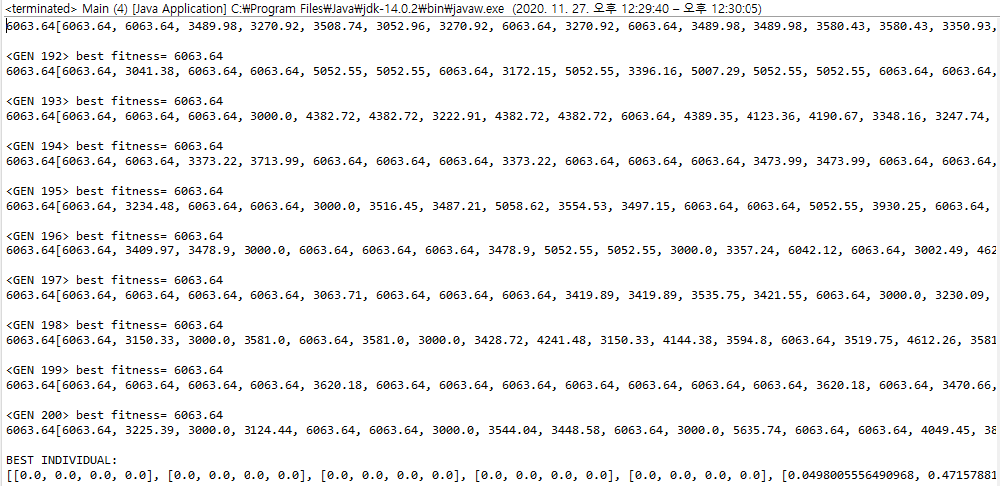 <terminated> Main (4) [Java Application] C:₩Program Files₩Java₩jdk-14.0.2₩bin₩javaw.exe  (2020. 11. 27. 오후 12:29:40 – 오후 12:30:05)
6063.64[6063.64, 6063.64, 3489.98, 3270.92, 3508.74, 3052.96, 3270.92, 6063.64, 3270.92, 6063.64, 3489.98, 3489.98, 3580.43, 3580.43, 3350.93,
<GEN 192> best fitness= 6063.64
6063.64[6063.64, 3041.38, 6063.64, 6063.64, 5052.55, 5052.55, 6063.64, 3172.15, 5052.55, 3396.16, 5007.29, 5052.55, 5052.55, 6063.64, 6063.64,
<GEN 193> best fitness= 6063.64
6063.64[6063.64, 6063.64, 6063.64, 3000.0, 4382.72, 4382.72, 3222.91, 4382.72, 4382.72, 6063.64, 4389.35, 4123.36, 4190.67, 3348.16, 3247.74,
<GEN 194> best fitness= 6063.64
6063.64[6063.64, 6063.64, 3373.22, 3713.99, 6063.64, 6063.64, 6063.64, 3373.22, 6063.64, 6063.64, 6063.64, 3473.99, 3473.99, 6063.64, 6063.64,
<GEN 195> best fitness= 6063.64
6063.64[6063.64, 3234.48, 6063.64, 6063.64, 3000.0, 3516.45, 3487.21, 5058.62, 3554.53, 3497.15, 6063.64, 6063.64, 5052.55, 3930.25, 6063.64,
<GEN 196> best fitness= 6063.64
6063.64[6063.64, 3409.97, 3478.9, 3000.0, 6063.64, 6063.64, 6063.64, 3478.9, 5052.55, 5052.55, 3000.0, 3357.24, 6042.12, 6063.64, 3002.49, 462
<GEN 197> best fitness= 6063.64
6063.64[6063.64, 6063.64, 6063.64, 6063.64, 3063.71, 6063.64, 6063.64, 6063.64, 3419.89, 3419.89, 3535.75, 3421.55, 6063.64, 3000.0, 3230.09,
<GEN 198> best fitness= 6063.64
6063.64[6063.64, 3150.33, 3000.0, 3581.0, 6063.64, 3581.0, 3000.0, 3428.72, 4241.48, 3150.33, 4144.38, 3594.8, 6063.64, 3519.75, 4612.26, 3581
<GEN 199> best fitness= 6063.64
6063.64[6063.64, 6063.64, 6063.64, 6063.64, 3620.18, 6063.64, 6063.64, 6063.64, 6063.64, 6063.64, 6063.64, 6063.64, 3620.18, 6063.64, 3470.66,
<GEN 200> best fitness= 6063.64
6063.64[6063.64, 3225.39, 3000.0, 3124.44, 6063.64, 6063.64, 3000.0, 3544.04, 3448.58, 6063.64, 3000.0, 5635.74, 6063.64, 6063.64, 4049.45, 38
BEST INDIVIDUAL:
[[0.0, 0.0, 0.0, 0.0], [0.0, 0.0, 0.0, 0.0], [0.0, 0.0, 0.0, 0.0], [0.0, 0.0, 0.0, 0.0], [0.0, 0.0, 0.0, 0.0], [0.0498005556490968, 0.47157881